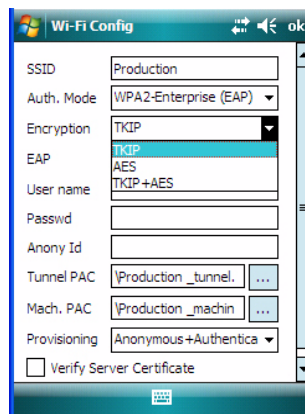 Wi-Fi Config ok
SSID Production
Auth. Mode WPA2-Enterprise (EAP)
Encryption TKIP
TKIP
EAP AES
TKIP+AES
User name
Passwd
Anony Id
Tunnel PAC \Production _tunnel. ...
Mach. PAC \Production _machin ...
Provisioning Anonymous+Authentica
Verify Server Certificate